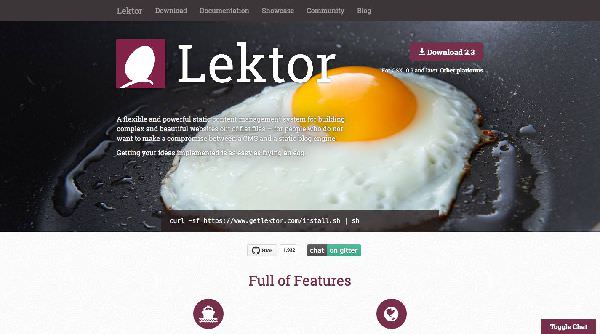 Lektor Download Documentation Showcase Community Blog
Lektor
Download 2.3
For OS X 10.9 and later. Other platforms
A flexible and powerful static content management system for building
complex and beautiful websites out of flat files — for people who do not
want to make a compromise between a CMS and a static blog engine.
Getting your ideas implemented is as easy as frying an egg.
curl -sf https://www.getlektor.com/install.sh | sh
Star
chat on gitter
Full of Features
Toggle Chat